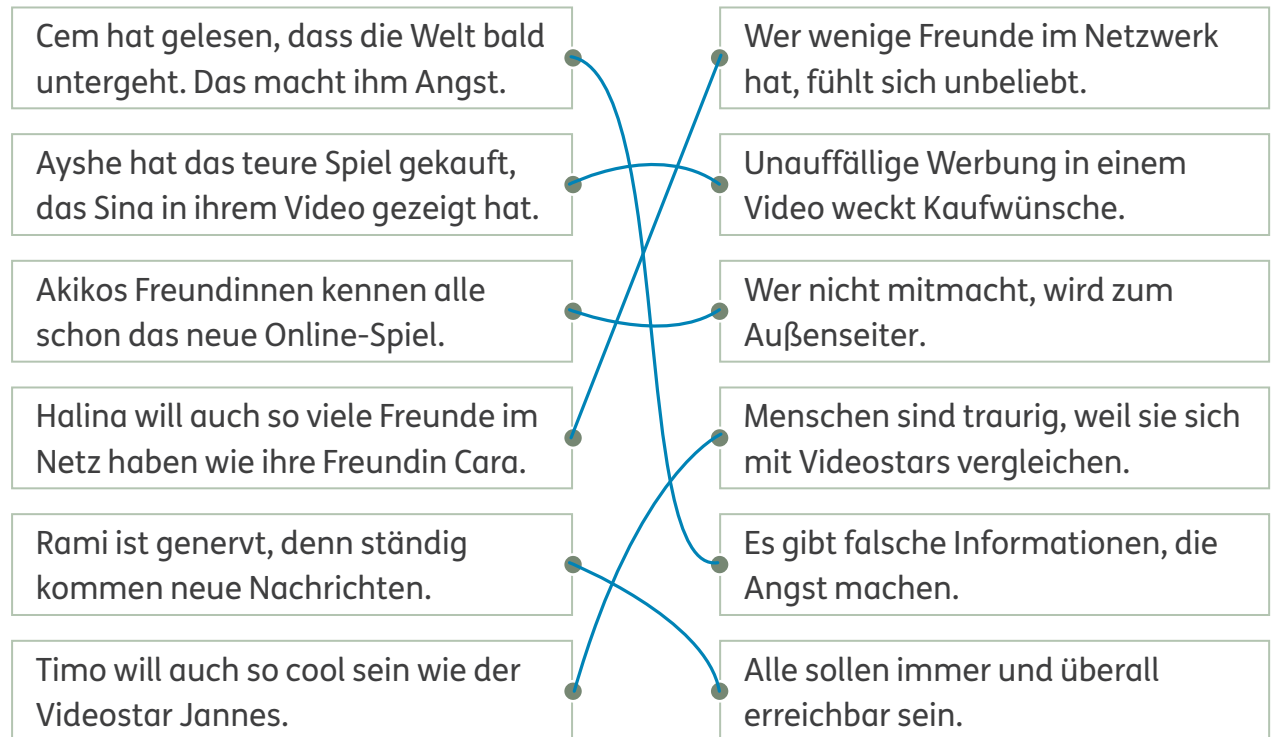 Cem hat gelesen, dass die Welt bald
untergeht. Das macht ihm Angst.
Wer wenige Freunde im Netzwerk
hat, fühlt sich unbeliebt.
Ayshe hat das teure Spiel gekauft,
das Sina in ihrem Video gezeigt hat.
Unauffällige Werbung in einem
Video weckt Kaufwünsche.
Akikos Freundinnen kennen alle
schon das neue Online-Spiel.
Wer nicht mitmacht, wird zum
Außenseiter.
Halina will auch so viele Freunde im
Netz haben wie ihre Freundin Cara.
Menschen sind traurig, weil sie sich
mit Videostars vergleichen.
Rami ist genervt, denn ständig
kommen neue Nachrichten.
Es gibt falsche Informationen, die
Angst machen.
Timo will auch so cool sein wie der
Videostar Jannes.
Alle sollen immer und überall
erreichbar sein.